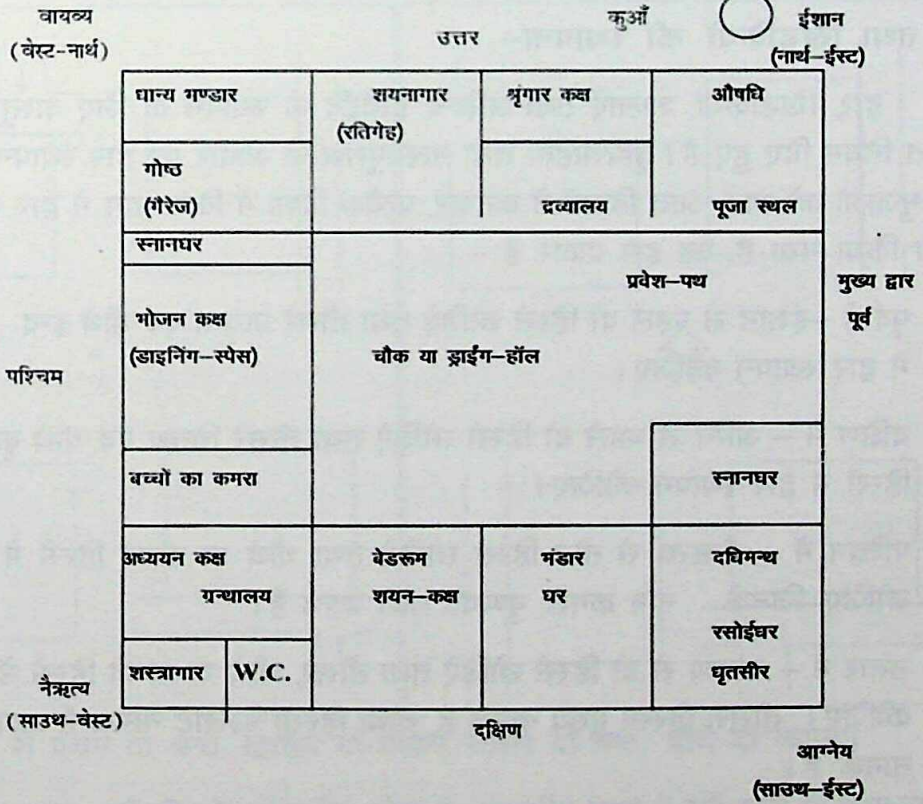 वायव्य
(वेस्ट-नार्थ)
उत्तर
कुआँ
ईशान
(नार्थ-ईस्ट)
धान्य गण्डार
शयनागार
(रतिगेह)
श्रृंगार कक्ष
औषधि
गोष्ठ
(गैरेज)
द्रव्यालय
पूजा स्थल
स्नानघर
प्रवेश-पथ
मुख्य द्वार
पूर्व
भोजन कक्ष
(डाइनिंग-स्पेस)
चौक या ड्राईंग-हॉल
पश्चिम
बच्चों का कमरा
स्नानघर
अध्ययन कक्ष
ग्रन्थालय
बेडरूम
शयन-कक्ष
भंडार
घर
दधिमन्थ
रसोईघर
घृतसीर
शस्त्रागार
W.C.
नैऋत्य
(साउथ-वेस्ट)
दक्षिण
आग्नेय
(साउथ-ईस्ट)